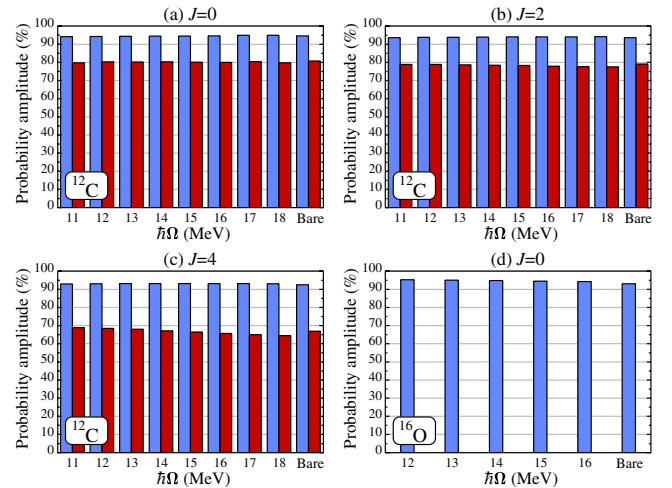 (a) J=0
Probability amplitude (%)
100
90
80
70
60
50
40
30
20
10
0
¹²C
11 12 13 14 15 16 17 18 Bare
ℏΩ (MeV)
(b) J=2
Probability amplitude (%)
100
90
80
70
60
50
40
30
20
10
0
¹²C
11 12 13 14 15 16 17 18 Bare
ℏΩ (MeV)
(c) J=4
Probability amplitude (%)
100
90
80
70
60
50
40
30
20
10
0
¹²C
11 12 13 14 15 16 17 18 Bare
ℏΩ (MeV)
(d) J=0
Probability amplitude (%)
100
90
80
70
60
50
40
30
20
10
0
¹⁶O
12 13 14 15 16 Bare
ℏΩ (MeV)